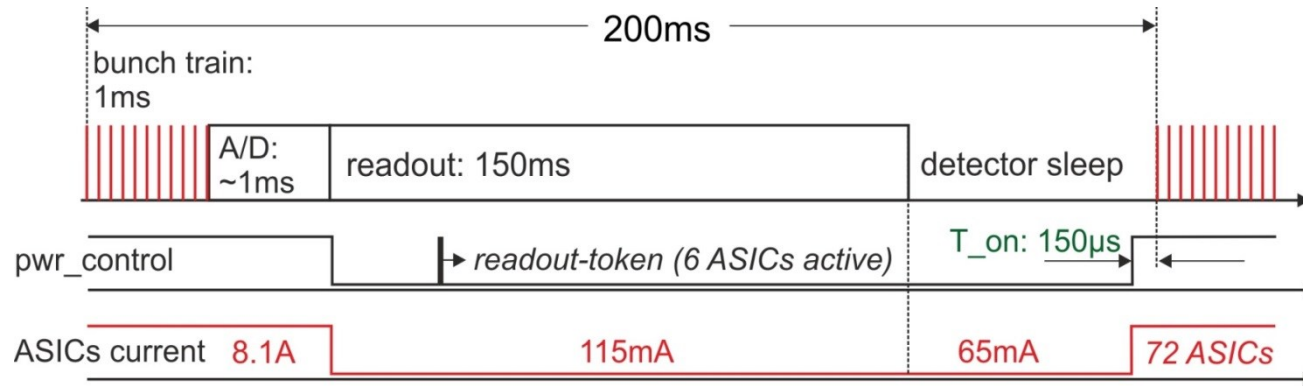 200ms
bunch train:
1ms
A/D:
~1ms
readout: 150ms
detector sleep
pwr_control
readout-token (6 ASICs active)
T_on: 150µs
ASICs current
8.1A
115mA
65mA
72 ASICs